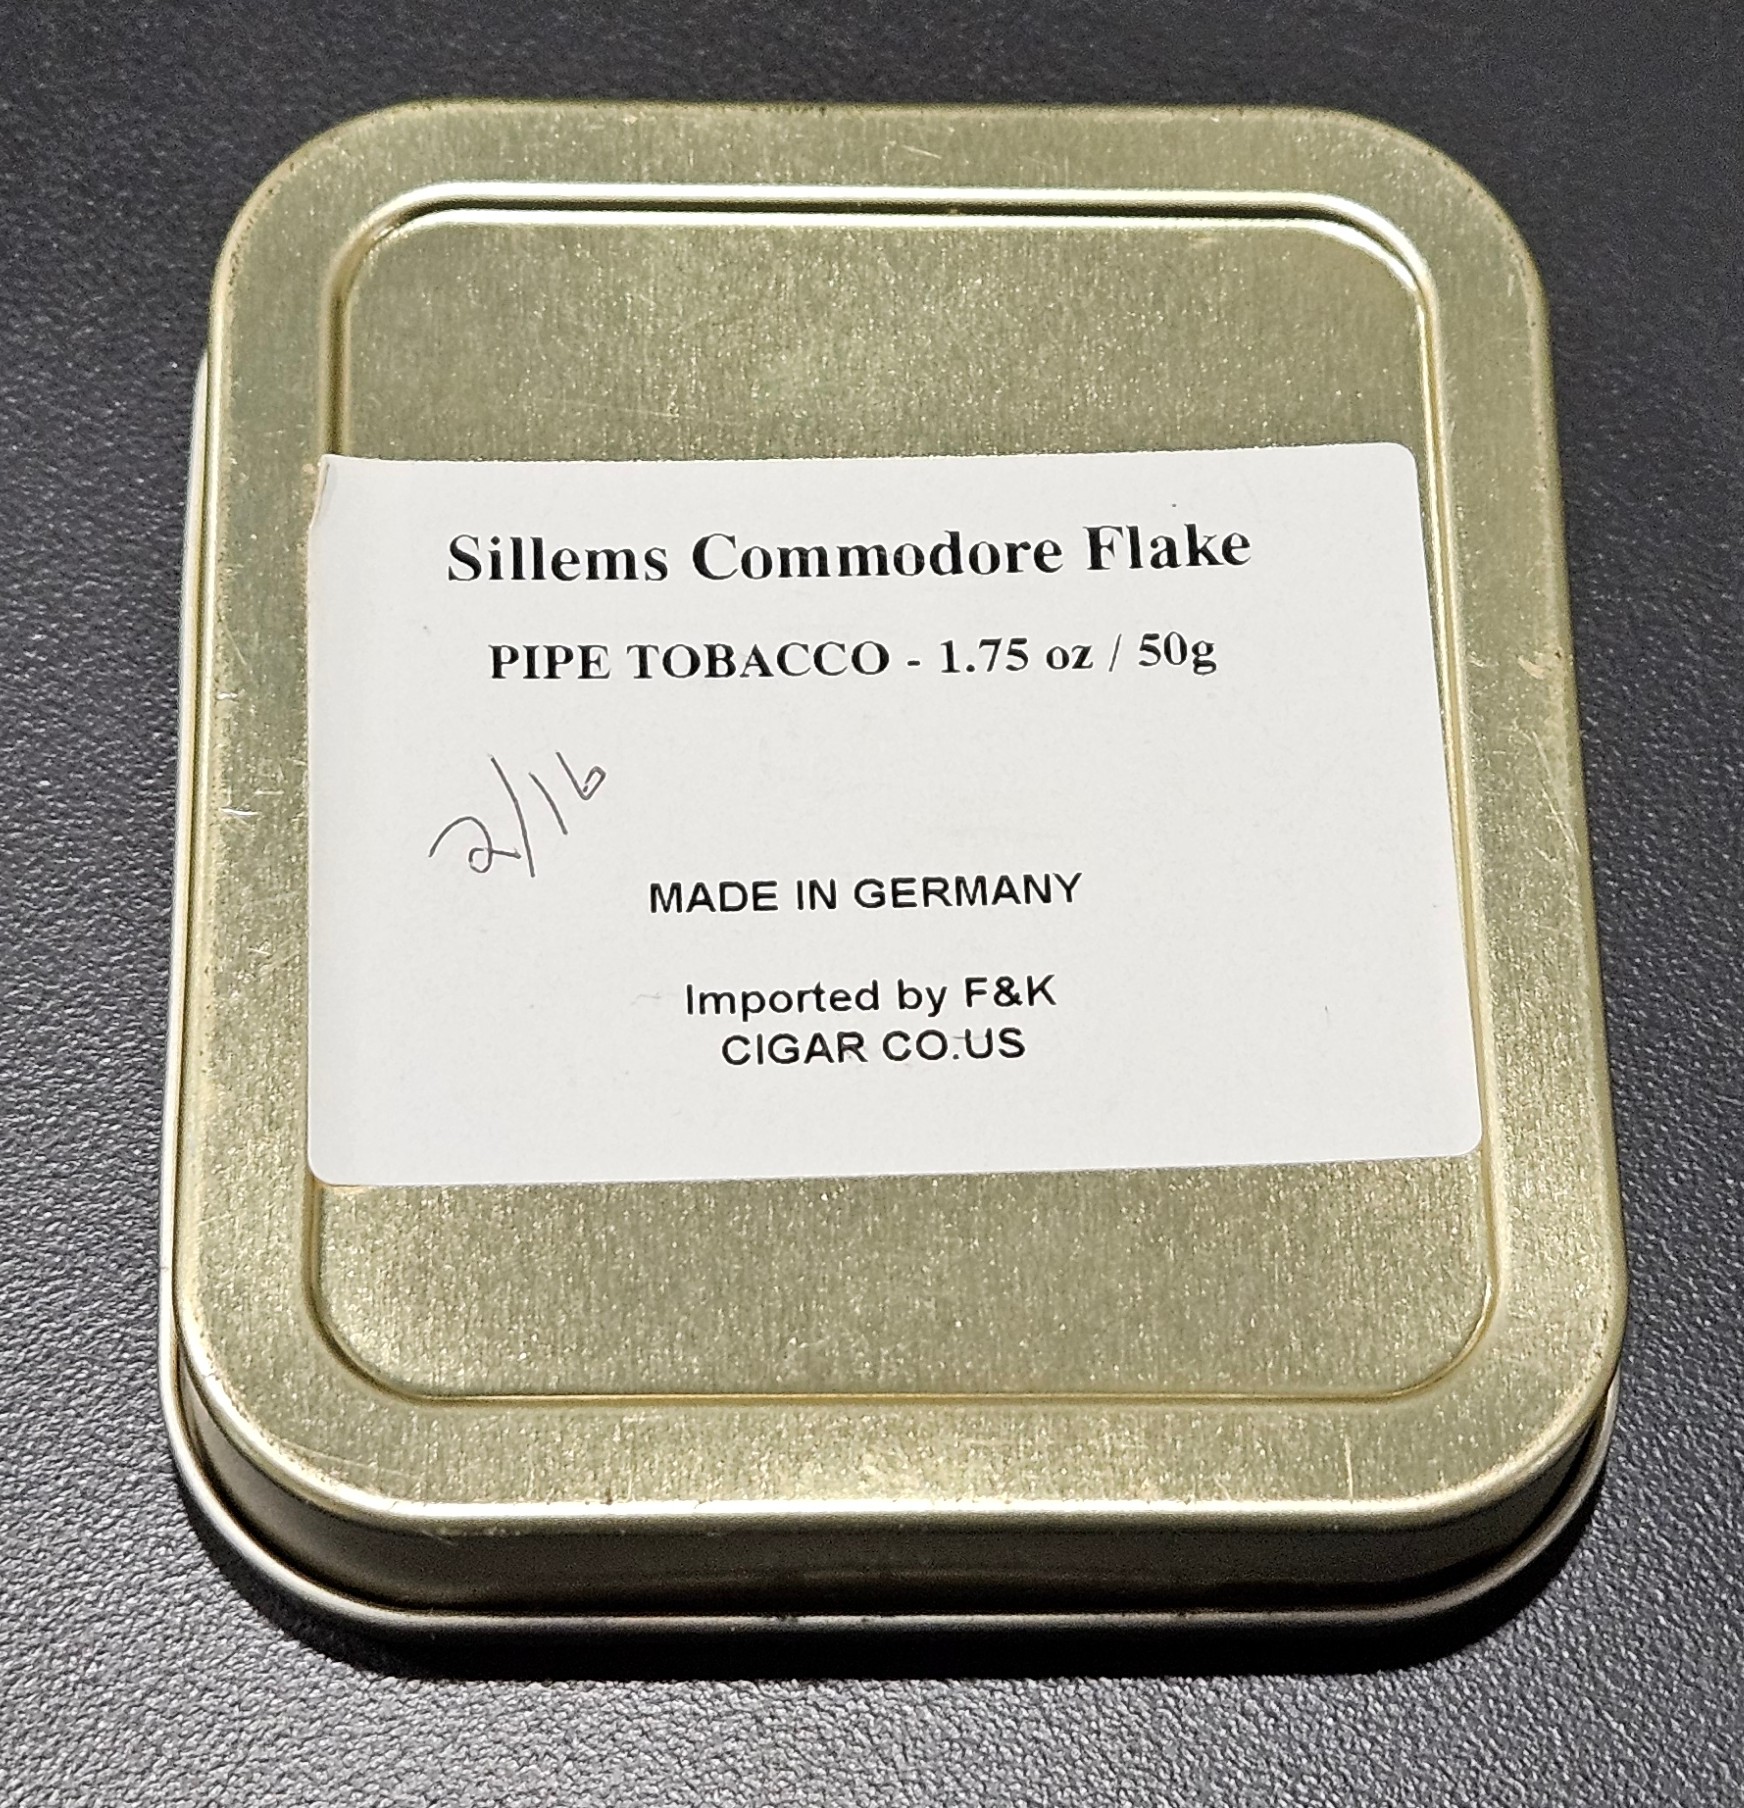 Sillems Commodore Flake
PIPE TOBACCO - 1.75 oz / 50g
2/16
MADE IN GERMANY
Imported by F&K
CIGAR CO.US